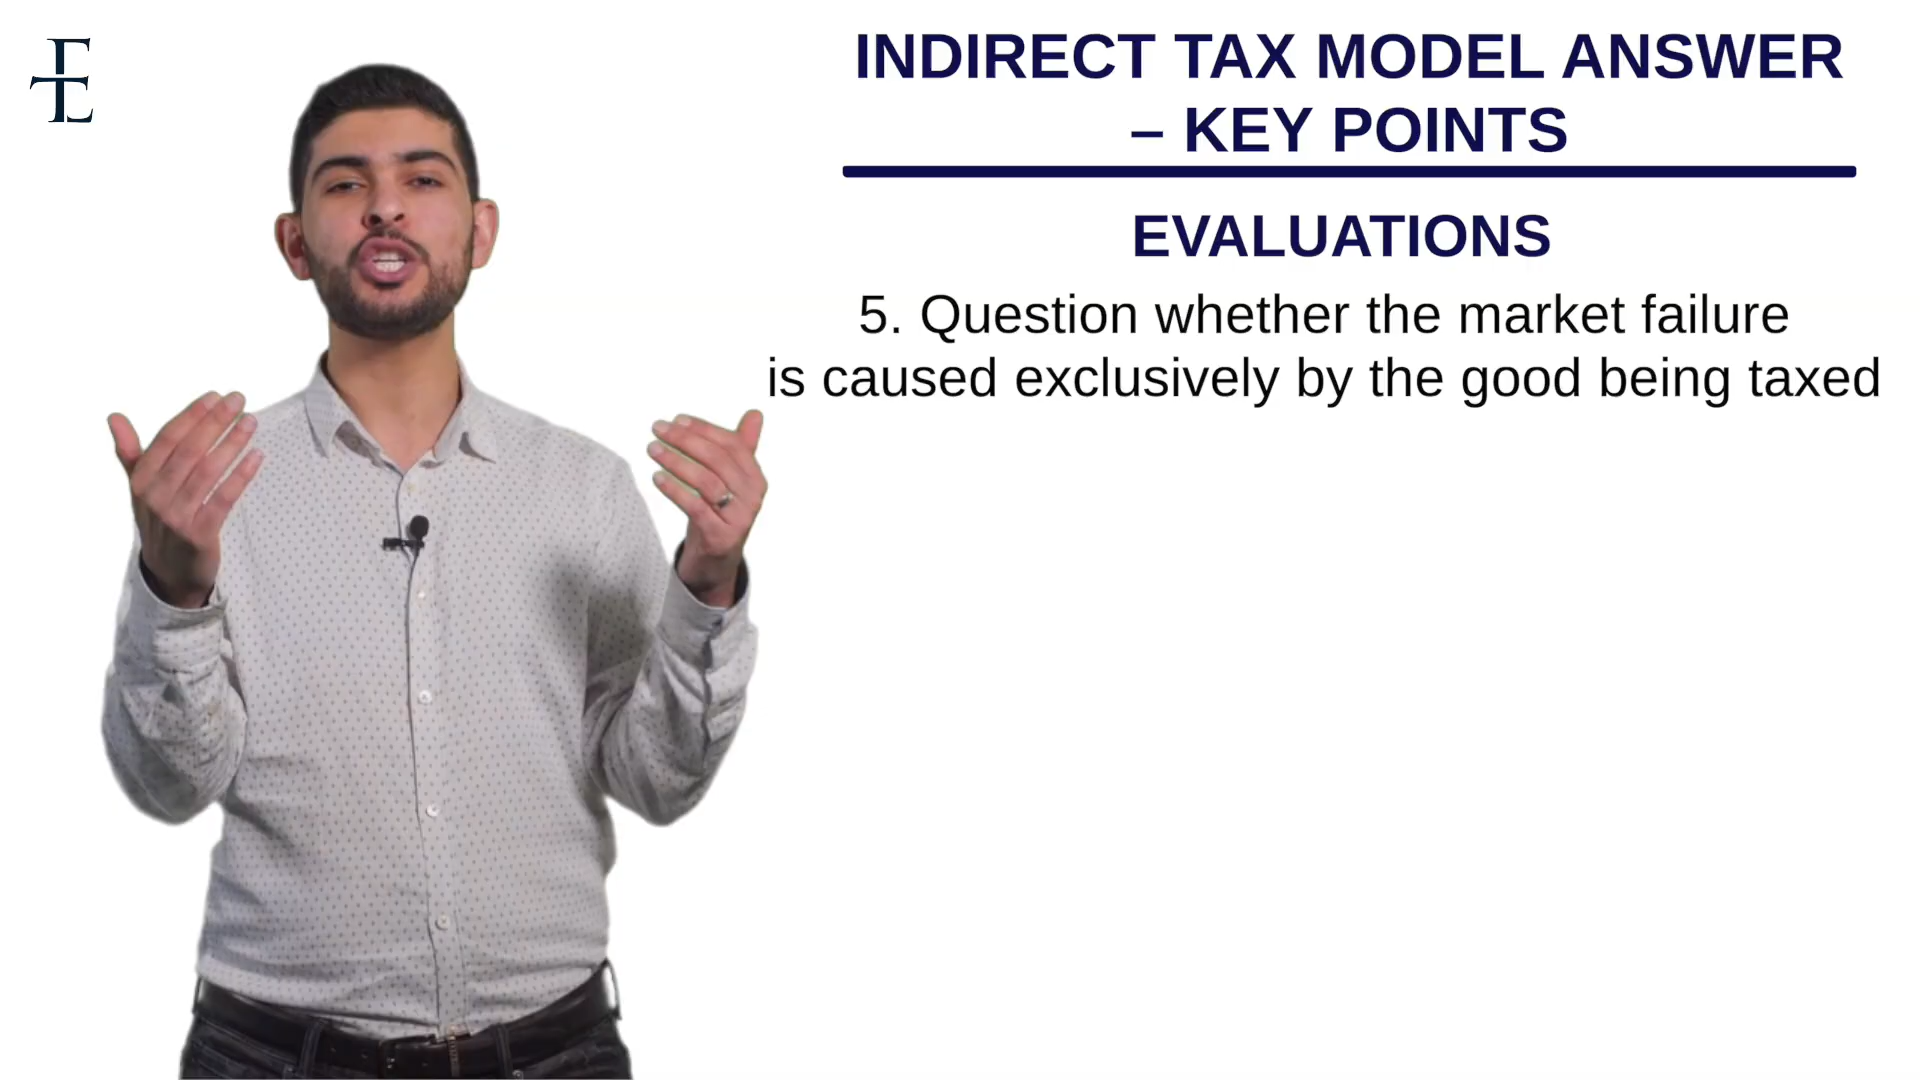 INDIRECT TAX MODEL ANSWER
– KEY POINTS
EVALUATIONS
5. Question whether the market failure
is caused exclusively by the good being taxed